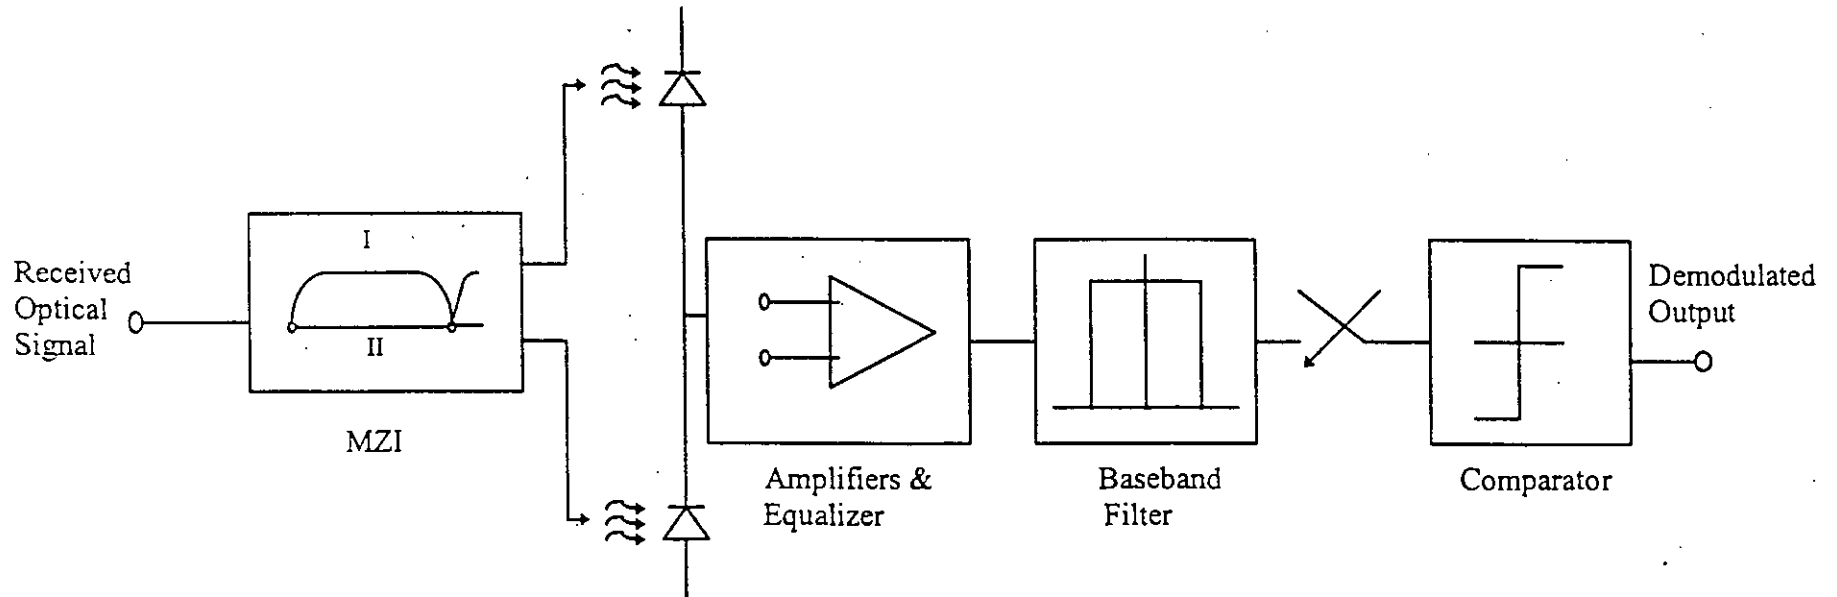 I
Received
Optical
Signal
II
MZI
Amplifiers &
Equalizer
Baseband
Filter
Comparator
Demodulated
Output